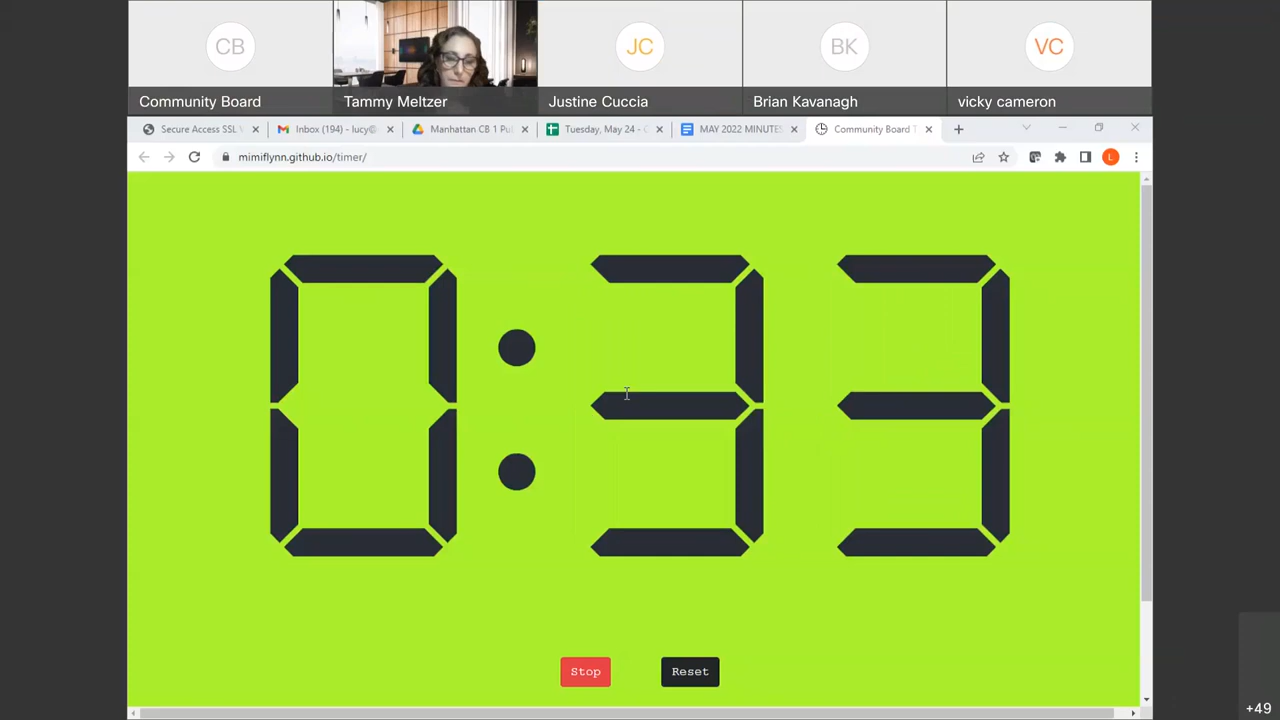 CB
JC
BK
VC
Community Board
Tammy Meltzer
Justine Cuccia
Brian Kavanagh
vicky cameron
Secure Access SSL V
Inbox (194) - lucy@
Manhattan CB 1 Pu
Tuesday, May 24 - C
MAY 2022 MINUTES
Community Board T
mimiflynn.github.io/timer/
L
0:33
Stop
Reset
+49